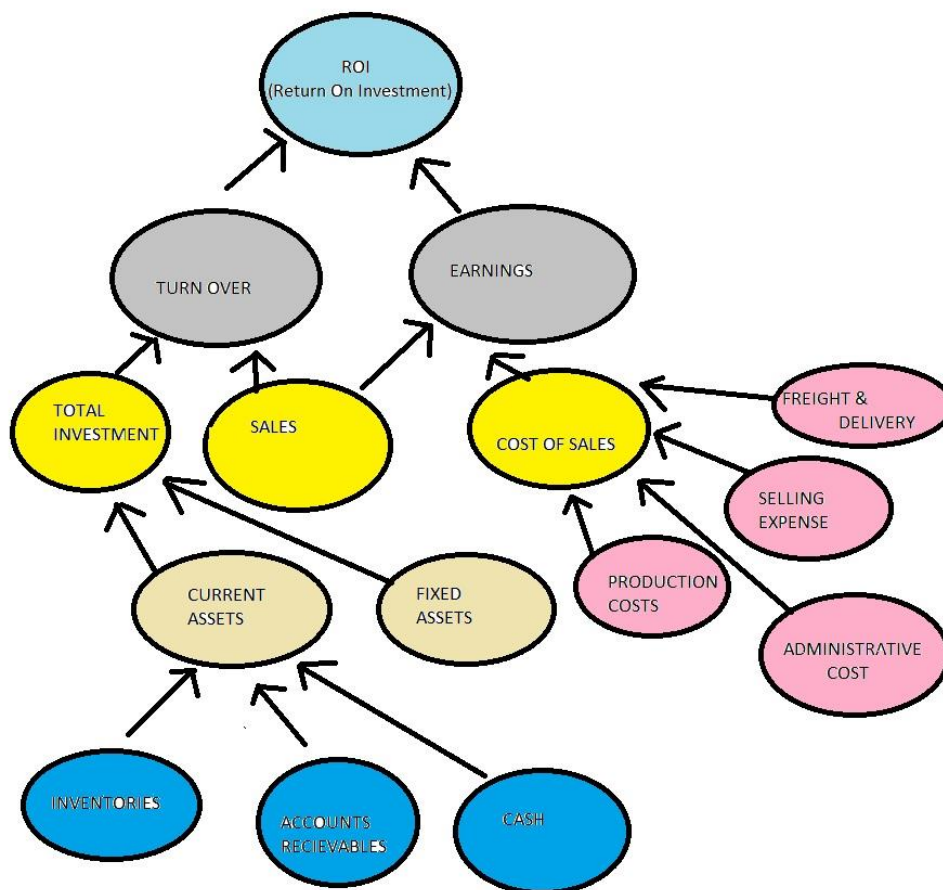 ROI
(Return On Investment)
TURN OVER
EARNINGS
TOTAL
INVESTMENT
SALES
COST OF SALES
FREIGHT &
DELIVERY
SELLING
EXPENSE
CURRENT
ASSETS
FIXED
ASSETS
PRODUCTION
COSTS
ADMINISTRATIVE
COST
INVENTORIES
ACCOUNTS
RECIEVABLES
CASH